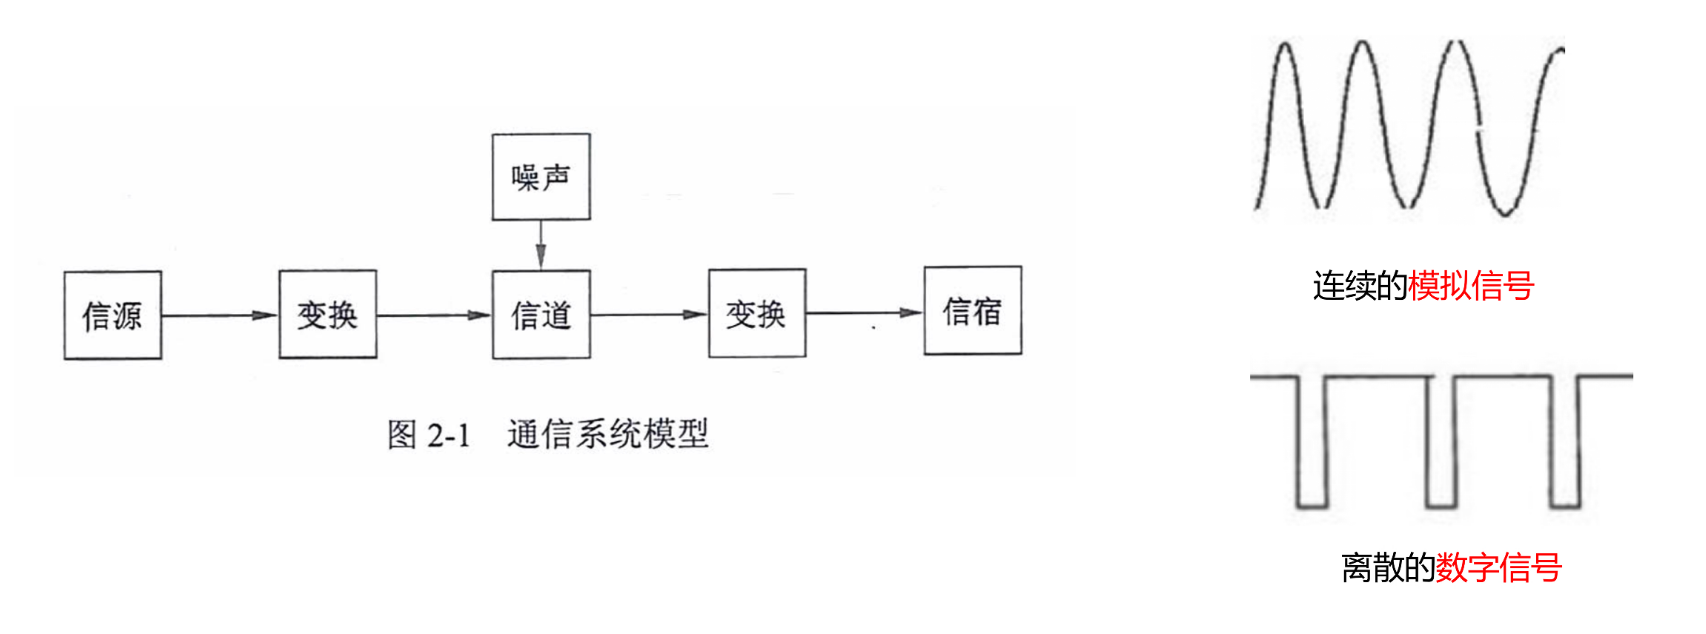 噪声
信源
变换
信道
变换
信宿
图 2-1 通信系统模型
连续的模拟信号
离散的数字信号